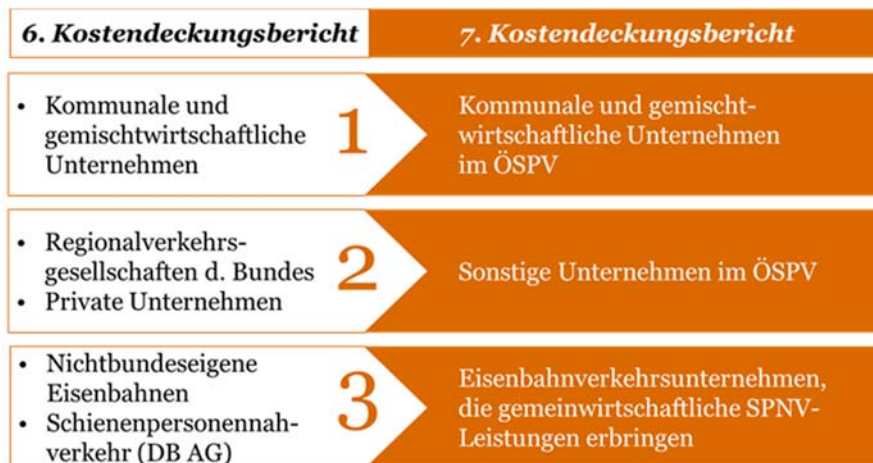 6. Kostendeckungsbericht
7. Kostendeckungsbericht
• Kommunale und
gemischtwirtschaftliche
Unternehmen
1
Kommunale und gemischt-
wirtschaftliche Unternehmen
im ÖSPV
• Regionalverkehrs-
gesellschaften d. Bundes
• Private Unternehmen
2
Sonstige Unternehmen im ÖSPV
• Nichtbundeseigene
Eisenbahnen
• Schienenpersonennah-
verkehr (DB AG)
3
Eisenbahnverkehrsunternehmen,
die gemeinwirtschaftliche SPNV-
Leistungen erbringen